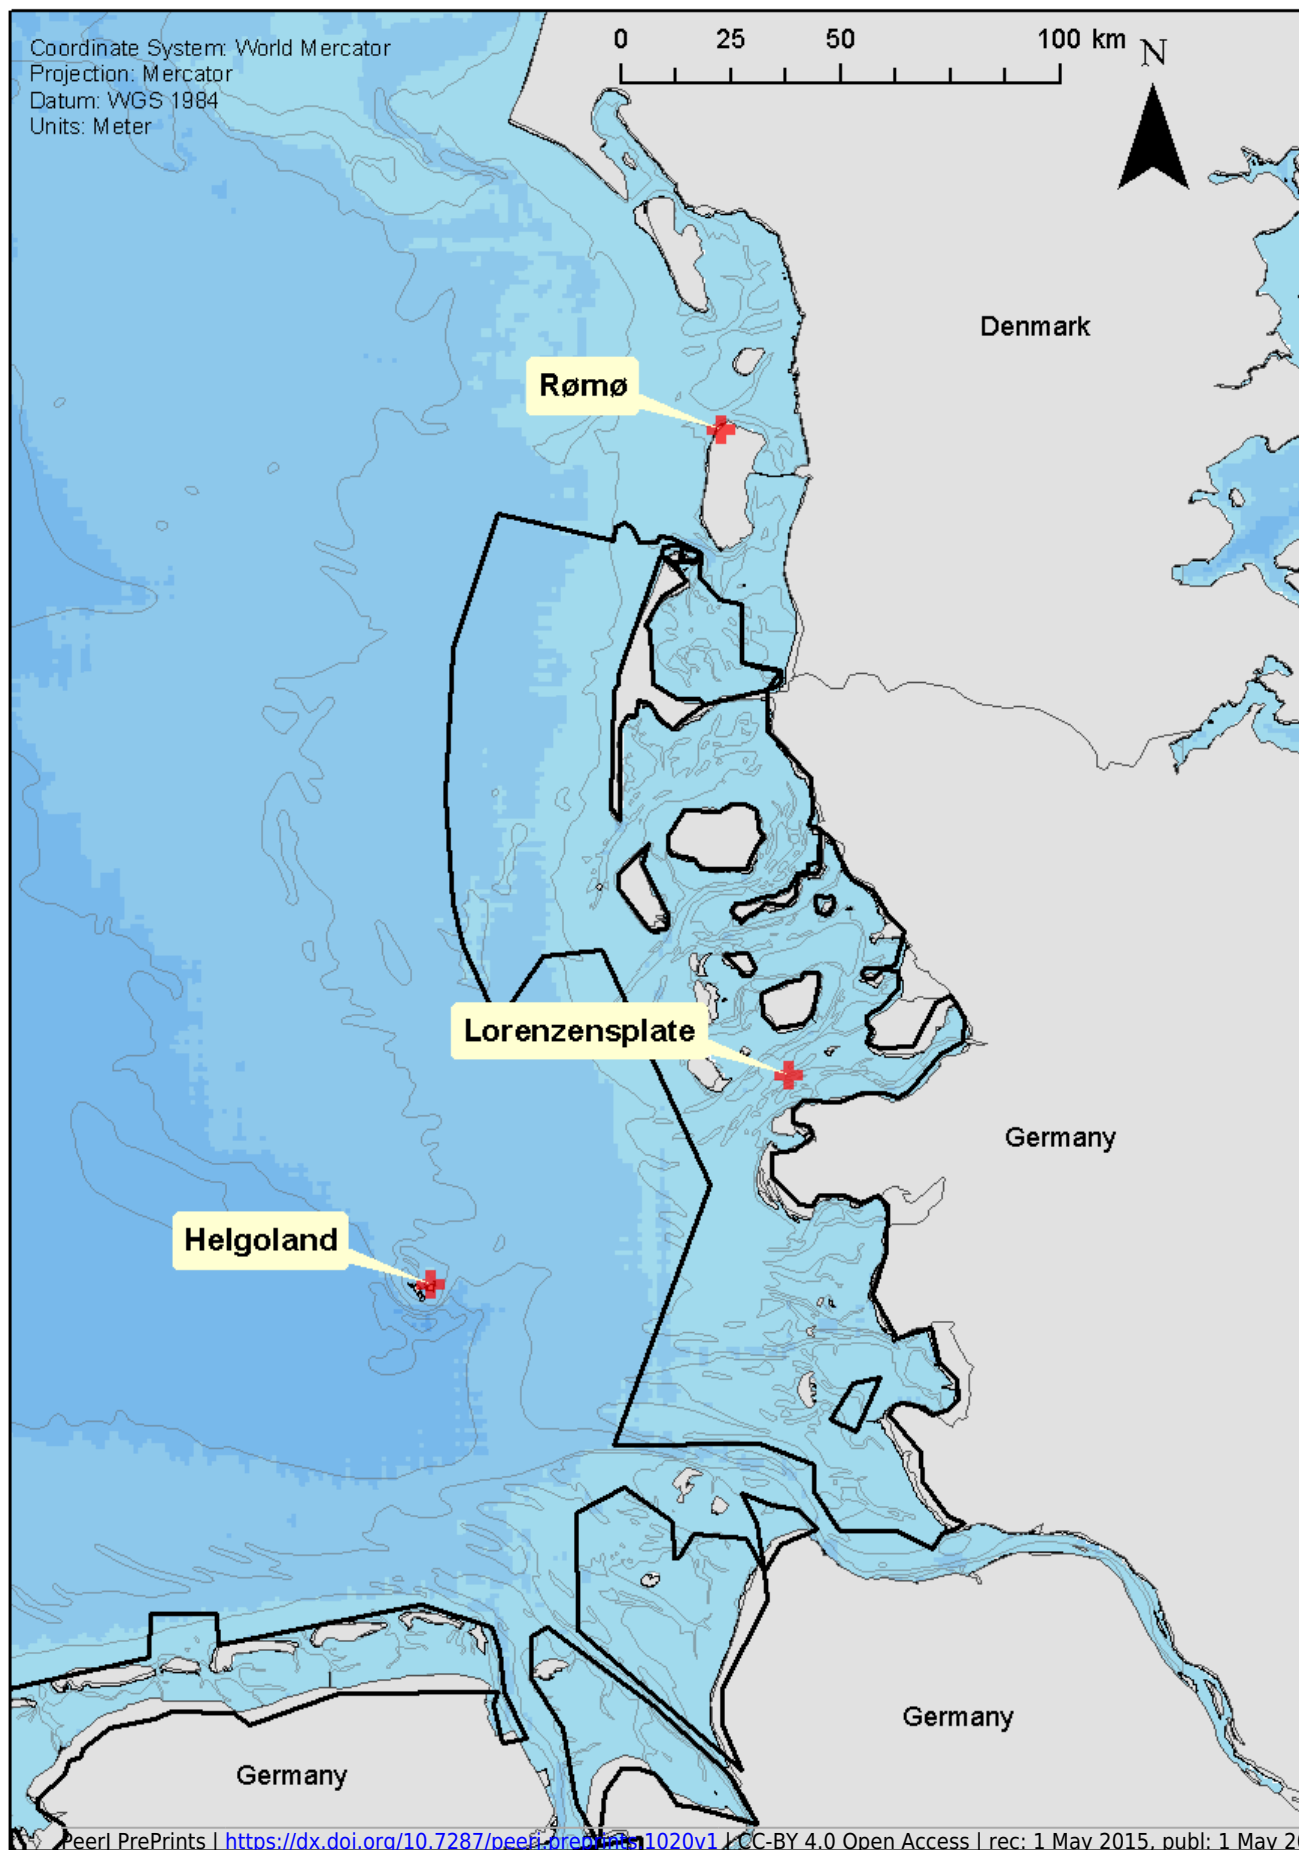 Coordinate System: World Mercator
Projection: Mercator
Datum: WGS 1984
Units: Meter
0 25 50 100 km
N
Denmark
Rømø
Lorenzensplate
Germany
Helgoland
Germany
Germany
PeerJ PrePrints | https://dx.doi.org/10.7287/peerj.preprints.1020v1 | CC-BY 4.0 Open Access | rec: 1 May 2015, publ: 1 May 20